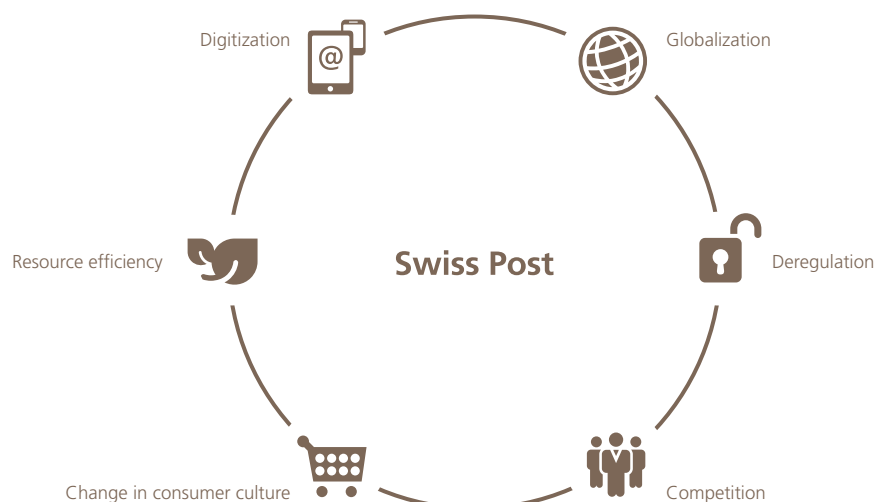 Digitization
@
Globalization
Resource efficiency
Swiss Post
Deregulation
Change in consumer culture
Competition